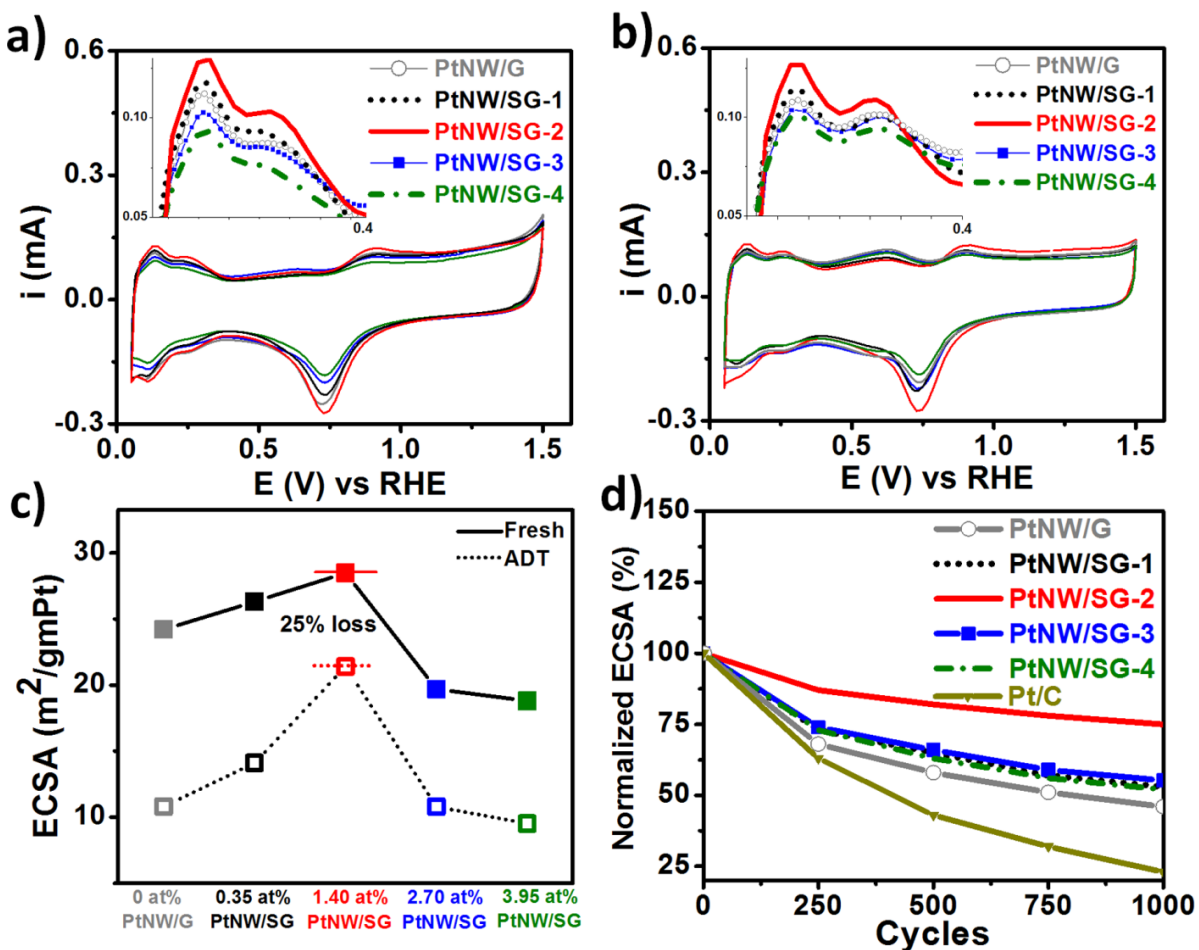 a)
0.6
0.3
0.0
-0.3
i (mA)
0.10
0.05
0.4
PtNW/G
PtNW/SG-1
PtNW/SG-2
PtNW/SG-3
PtNW/SG-4
0.0 0.5 1.0 1.5
E (V) vs RHE
b)
0.6
0.3
0.0
-0.3
i (mA)
0.10
0.05
0.4
PtNW/G
PtNW/SG-1
PtNW/SG-2
PtNW/SG-3
PtNW/SG-4
0.0 0.5 1.0 1.5
E (V) vs RHE
c)
30
20
10
ECSA (m²/gmPt)
Fresh
ADT
25% loss
0 at% 0.35 at% 1.40 at% 2.70 at% 3.95 at%
PtNW/G PtNW/SG PtNW/SG PtNW/SG PtNW/SG
d)
150
125
100
75
50
25
Normalized ECSA (%)
PtNW/G
PtNW/SG-1
PtNW/SG-2
PtNW/SG-3
PtNW/SG-4
Pt/C
0 250 500 750 1000
Cycles